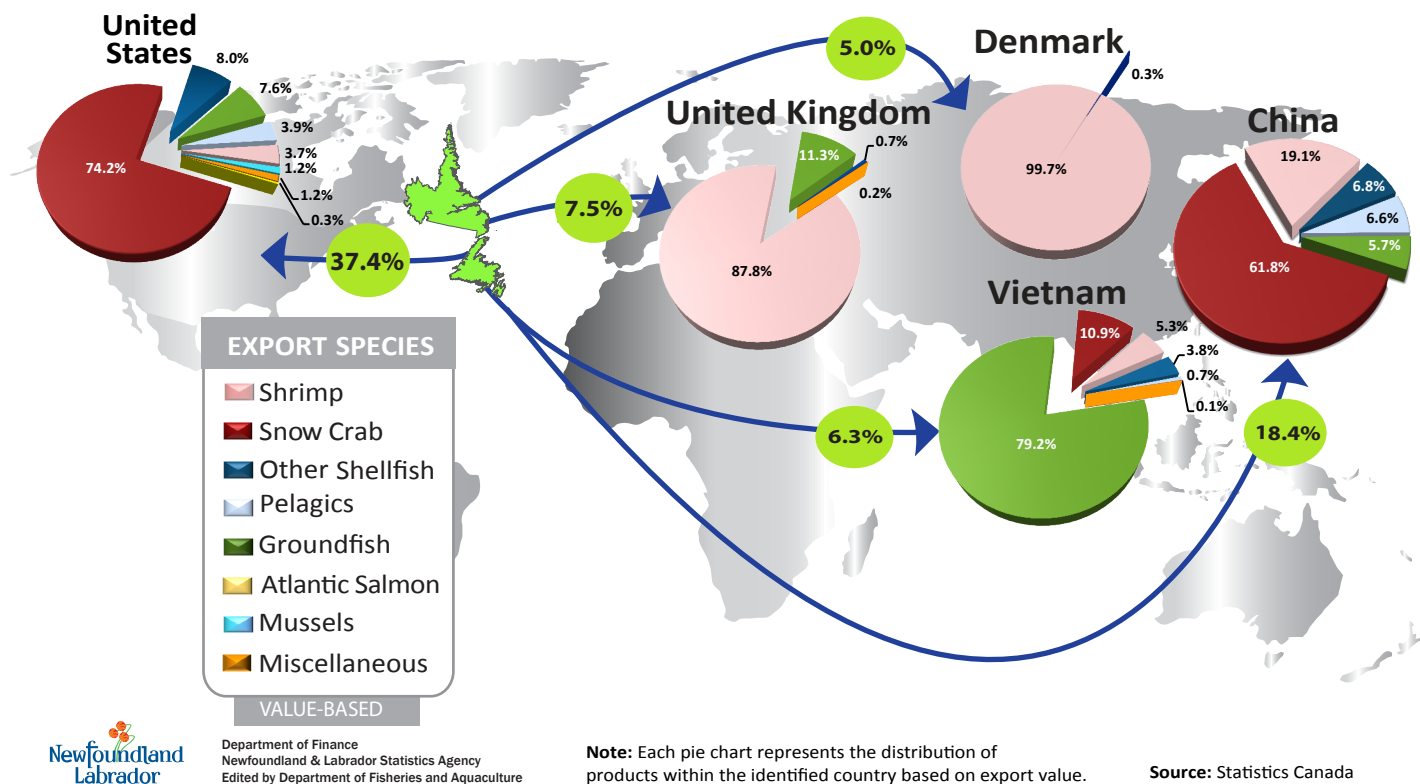 United
States
8.0%
7.6%
3.9%
3.7%
1.2%
1.2%
0.3%
74.2%
37.4%
5.0%
Denmark
0.3%
99.7%
United Kingdom
11.3%
0.7%
0.2%
87.8%
7.5%
China
19.1%
6.8%
6.6%
5.7%
61.8%
18.4%
Vietnam
10.9%
5.3%
3.8%
0.7%
0.1%
79.2%
6.3%
EXPORT SPECIES
Shrimp
Snow Crab
Other Shellfish
Pelagics
Groundfish
Atlantic Salmon
Mussels
Miscellaneous
VALUE-BASED
Newfoundland
Labrador
Department of Finance
Newfoundland & Labrador Statistics Agency
Edited by Department of Fisheries and Aquaculture
Note: Each pie chart represents the distribution of
products within the identified country based on export value.
Source: Statistics Canada